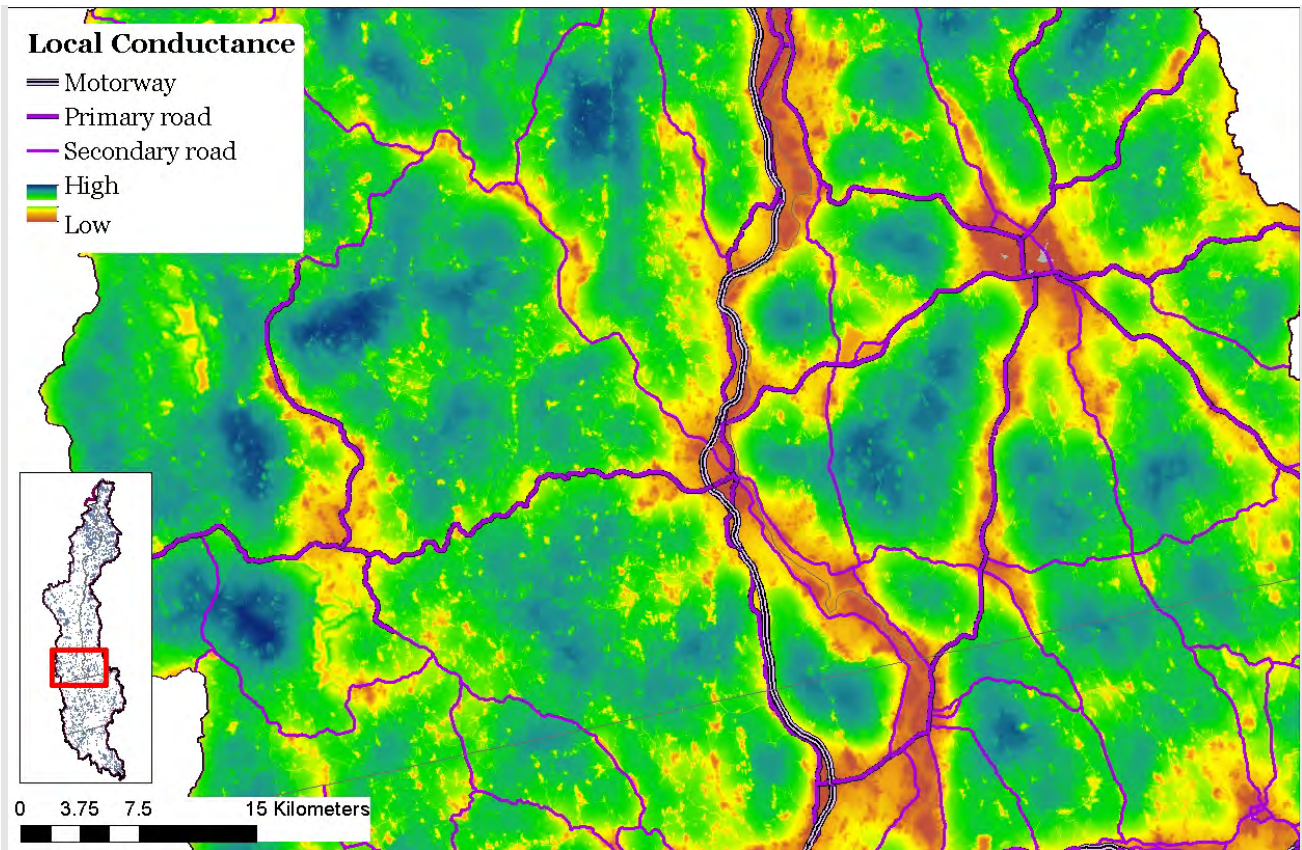 Local Conductance
Motorway
Primary road
Secondary road
High
Low
0 3.75 7.5 15 Kilometers